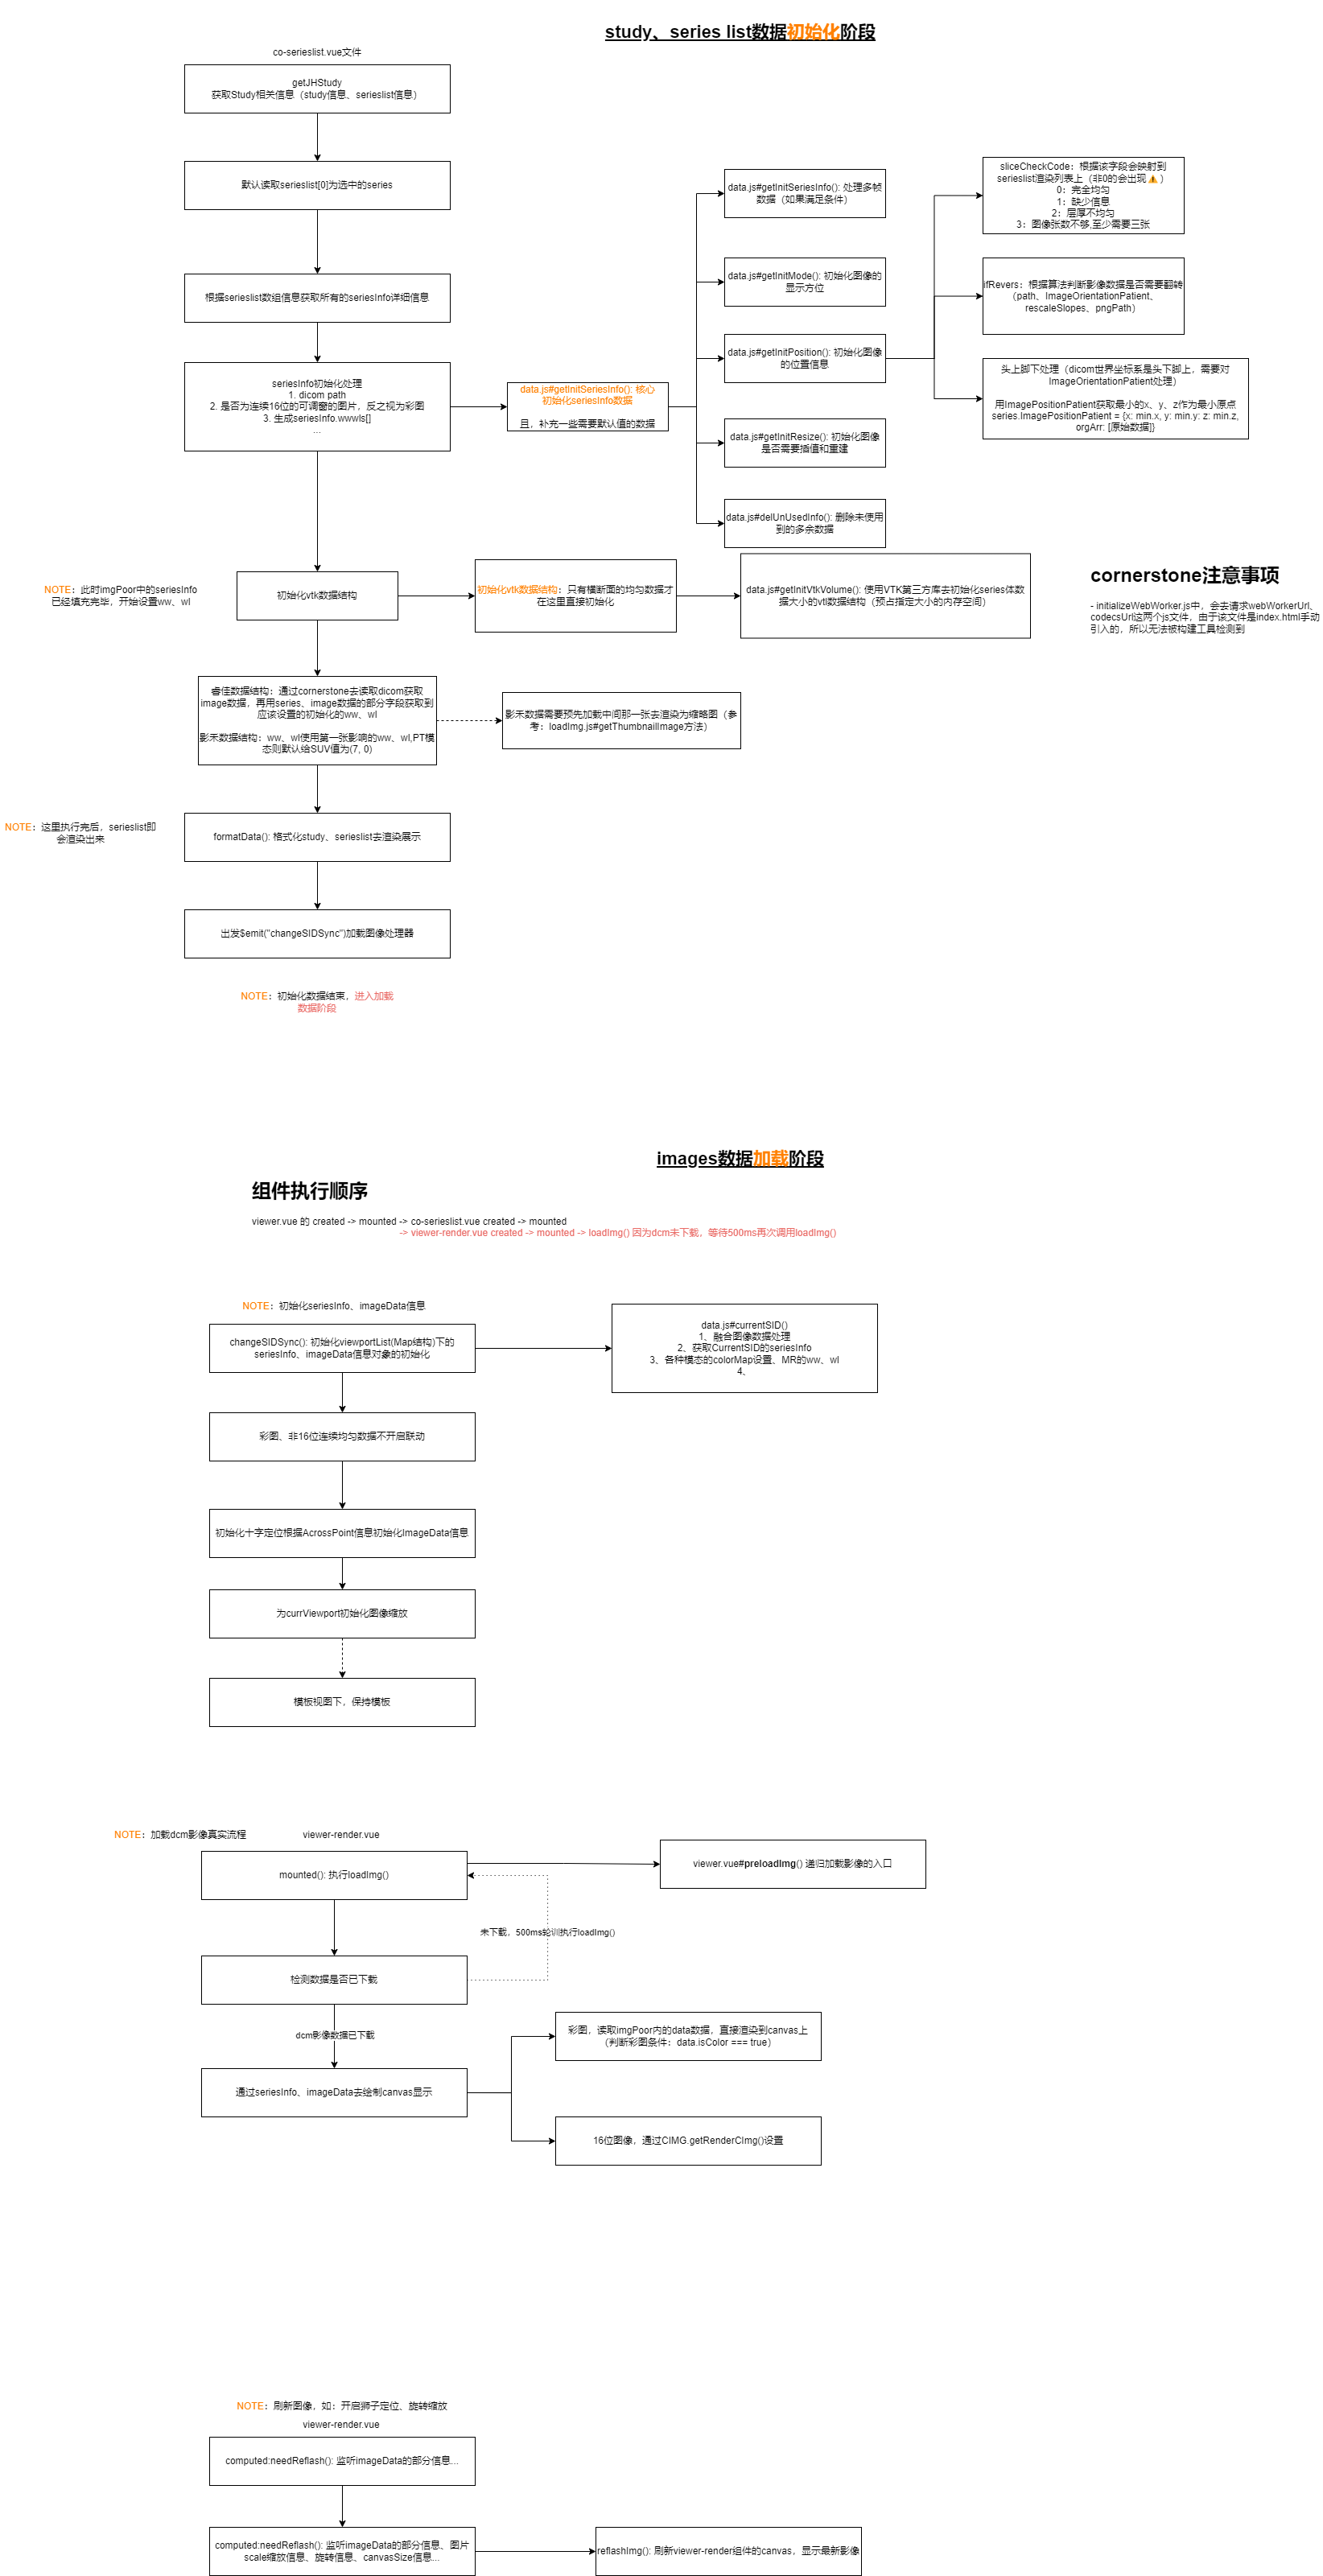 study、series list数据初始化阶段
co-serieslist.vue文件
getJHStudy
获取Study相关信息（study信息、serieslist信息）
默认读取serieslist[0]为选中的series
根据serieslist数组信息获取所有的seriesInfo详细信息
seriesInfo初始化处理
1. dicom path
2. 是否为连续16位的可调窗的图片，反之视为彩图
3. 生成seriesInfo.wwwls[]
...
data.js#getInitSeriesInfo(): 核心
初始化seriesInfo数据
且，补充一些需要默认值的数据
data.js#getInitSeriesInfo(): 处理多帧
数据（如果满足条件）
data.js#getInitMode(): 初始化图像的
显示方位
data.js#getInitPosition(): 初始化图像
的位置信息
data.js#getInitResize(): 初始化图像
是否需要插值和重建
data.js#delUnUsedInfo(): 删除未使用
到的多余数据
sliceCheckCode：根据该字段会映射到
serieslist渲染列表上（非0的会出现⚠️）
0：完全均匀
1：缺少信息
2：层厚不均匀
3：图像张数不够,至少需要三张
ifRevers：根据算法判断影像数据是否需要翻转
（path、ImageOrientationPatient、
rescaleSlopes、pngPath）
头上脚下处理（dicom世界坐标系是头下脚上，需要对
ImageOrientationPatient处理）
用ImagePositionPatient获取最小的x、y、z作为最小原点
series.ImagePositionPatient = {x: min.x, y: min.y: z: min.z,
orgArr: [原始数据]}
NOTE：此时imgPoor中的seriesInfo
已经填充完毕，开始设置ww、wl
初始化vtk数据结构
初始化vtk数据结构：只有横断面的均匀数据才
在这里直接初始化
data.js#getInitVtkVolume(): 使用VTK第三方库去初始化series体数
据大小的vtl数据结构（预占指定大小的内存空间）
cornerstone注意事项
- initializeWebWorker.js中，会去请求webWorkerUrl、
codecsUrl这两个js文件，由于该文件是index.html手动
引入的，所以无法被构建工具检测到
睿佳数据结构：通过cornerstone去读取dicom获取
image数据，再用series、image数据的部分字段获取到
应该设置的初始化的ww、wl
影禾数据结构：ww、wl使用第一张影响的ww、wl,PT模
态则默认给SUV值为(7, 0)
影禾数据需要预先加载中间那一张去渲染为缩略图（参
考：loadImg.js#getThumbnailImage方法）
NOTE：这里执行完后，serieslist即
会渲染出来
formatData(): 格式化study、serieslist去渲染展示
出发$emit("changeSIDSync")加载图像处理器
NOTE：初始化数据结束，进入加载
数据阶段
images数据加载阶段
组件执行顺序
viewer.vue 的 created -> mounted -> co-serieslist.vue created -> mounted
-> viewer-render.vue created -> mounted -> loadImg() 因为dcm未下载，等待500ms再次调用loadImg()
NOTE：初始化seriesInfo、imageData信息
changeSIDSync(): 初始化viewportList(Map结构)下的
seriesInfo、imageData信息对象的初始化
data.js#currentSID()
1、融合图像数据处理
2、获取CurrentSID的seriesInfo
3、各种模态的colorMap设置、MR的ww、wl
4、
彩图、非16位连续均匀数据不开启联动
初始化十字定位根据AcrossPoint信息初始化ImageData信息
为currViewport初始化图像缩放
模板视图下，保持模板
NOTE：加载dcm影像真实流程
viewer-render.vue
mounted(): 执行loadImg()
viewer.vue#preloadImg() 递归加载影像的入口
未下载，500ms轮训执行loadImg()
检测数据是否已下载
dcm影像数据已下载
通过seriesInfo、imageData去绘制canvas显示
彩图，读取imgPoor内的data数据，直接渲染到canvas上
（判断彩图条件：data.isColor === true）
16位图像，通过CIMG.getRenderCImg()设置
NOTE：刷新图像，如：开启狮子定位、旋转缩放
viewer-render.vue
computed:needReflash(): 监听imageData的部分信息...
computed:needReflash(): 监听imageData的部分信息、图片
scale缩放信息、旋转信息、canvasSize信息...
reflashImg(): 刷新viewer-render组件的canvas，显示最新影像